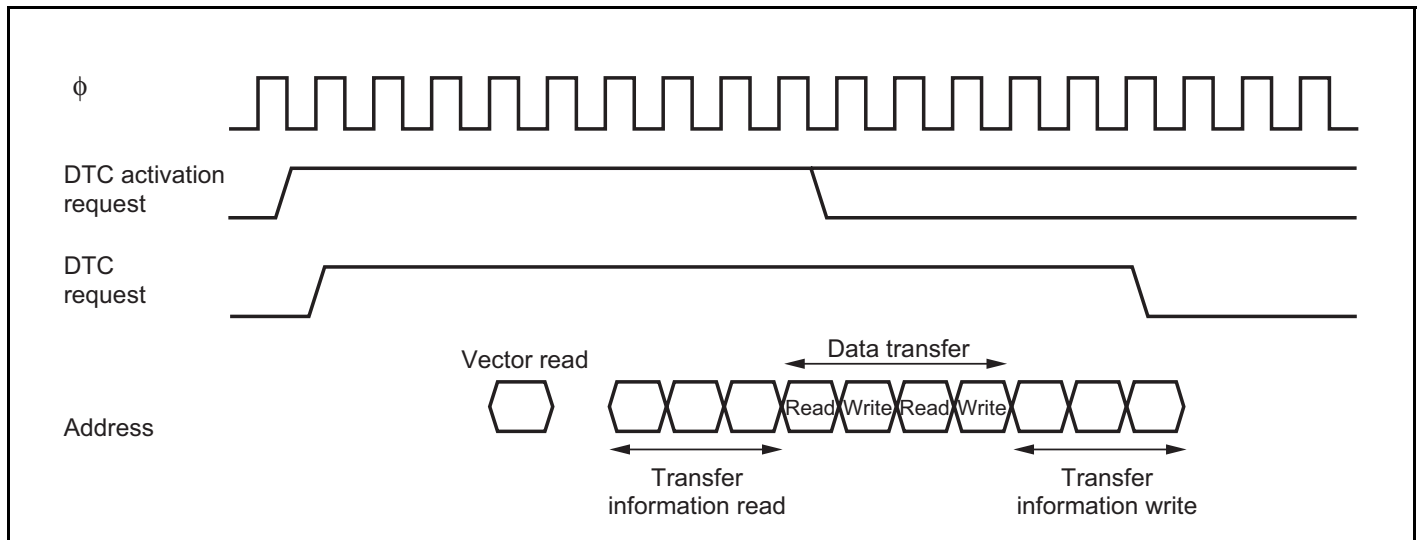 ϕ
DTC activation
request
DTC
request
Vector read
Data transfer
Address
Read Write Read Write
Transfer
information read
Transfer
information write